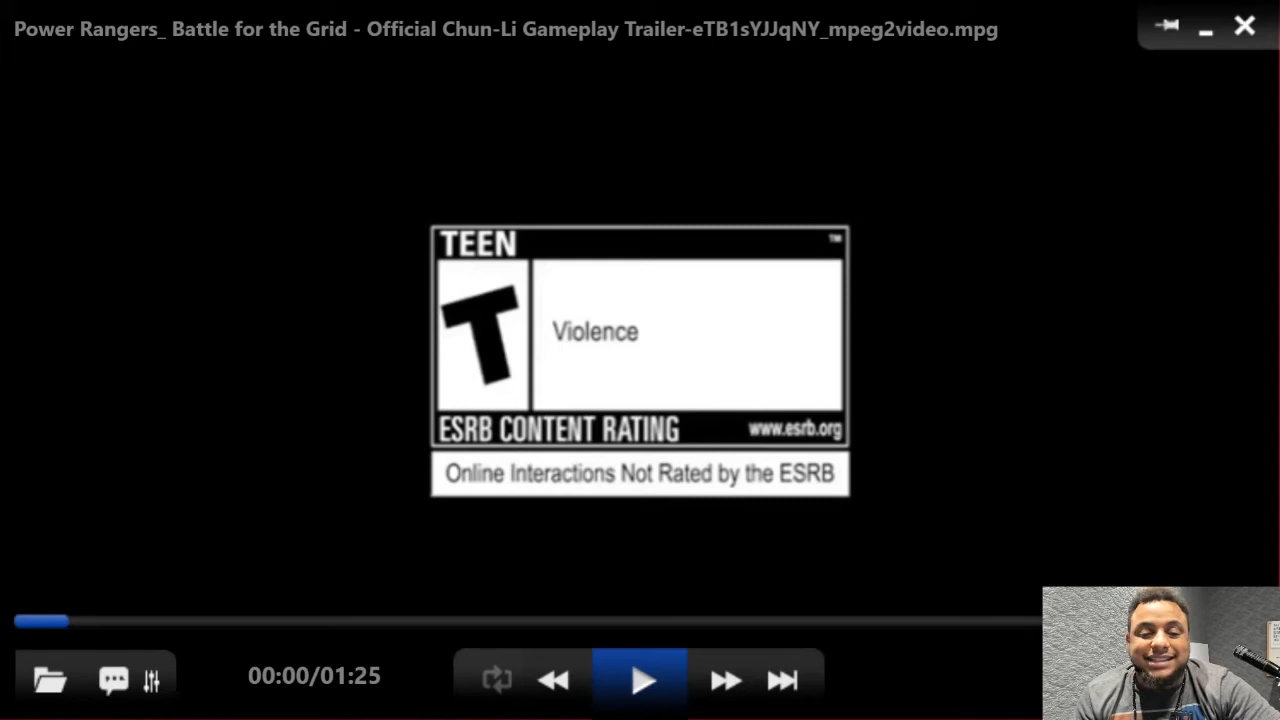 Power Rangers_ Battle for the Grid - Official Chun-Li Gameplay Trailer-eTB1sYJJqNY_mpeg2video.mpg
TEEN
TM
T
Violence
ESRB CONTENT RATING
www.esrb.org
Online Interactions Not Rated by the ESRB
00:00/01:25